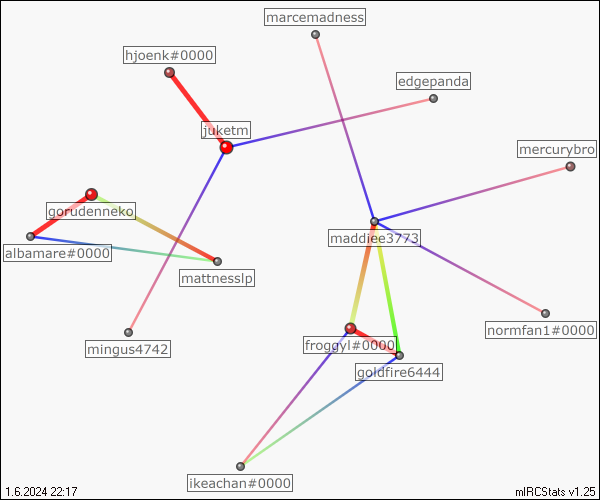 marcemadness
hjoenk#0000
edgepanda
juketm
mercurybro
gorudenneko
maddiee3773
albamare#0000
mattnesslp
normfan1#0000
froggyl#0000
mingus4742
goldfire6444
ikeachan#0000
1.6.2024 22:17
mIRCStats v1.25